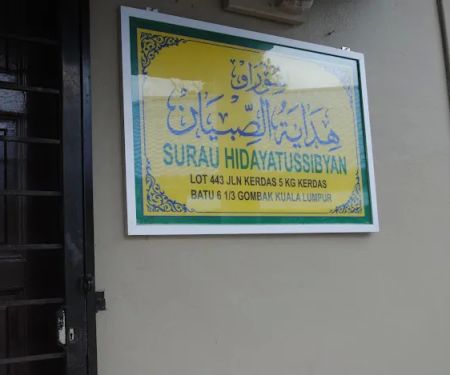 سوراو
هداية الصبيان
SURAU HIDAYATUSSIBYAN
LOT 443 JLN KERDAS 5 KG KERDAS
BATU 6 1/3 GOMBAK KUALA LUMPUR